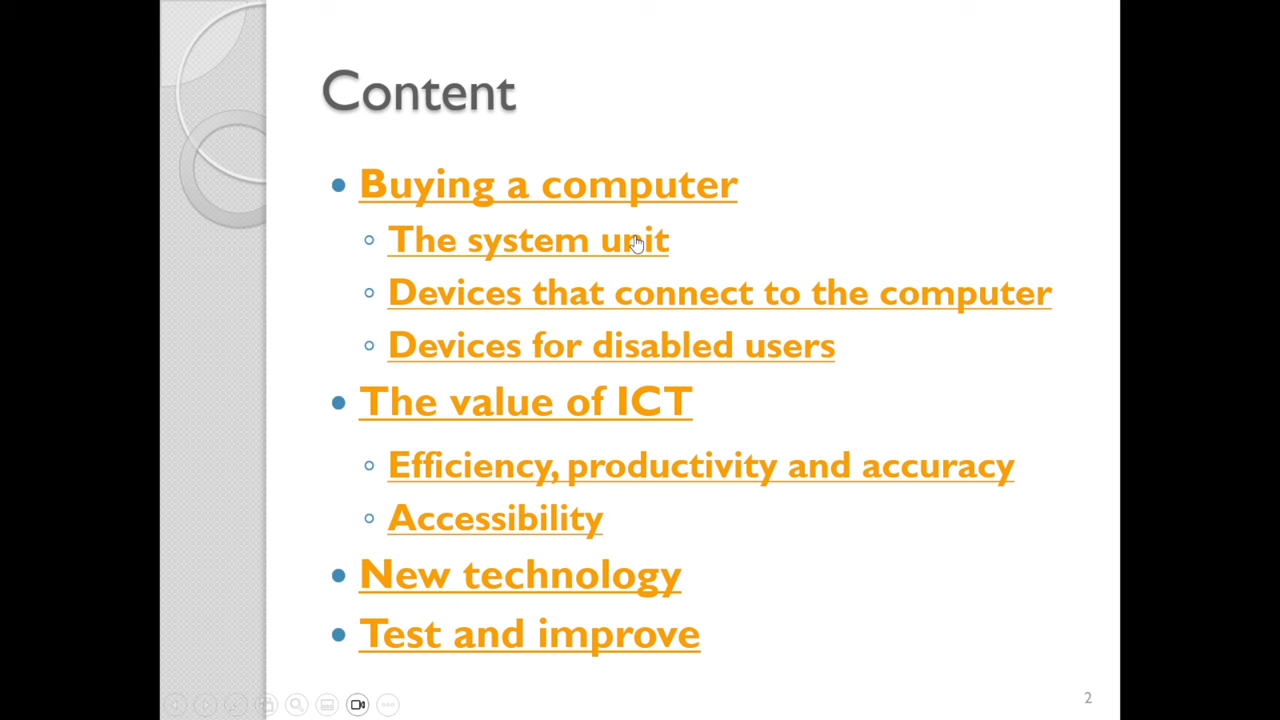 Content
Buying a computer
The system unit
Devices that connect to the computer
Devices for disabled users
The value of ICT
Efficiency, productivity and accuracy
Accessibility
New technology
Test and improve
2